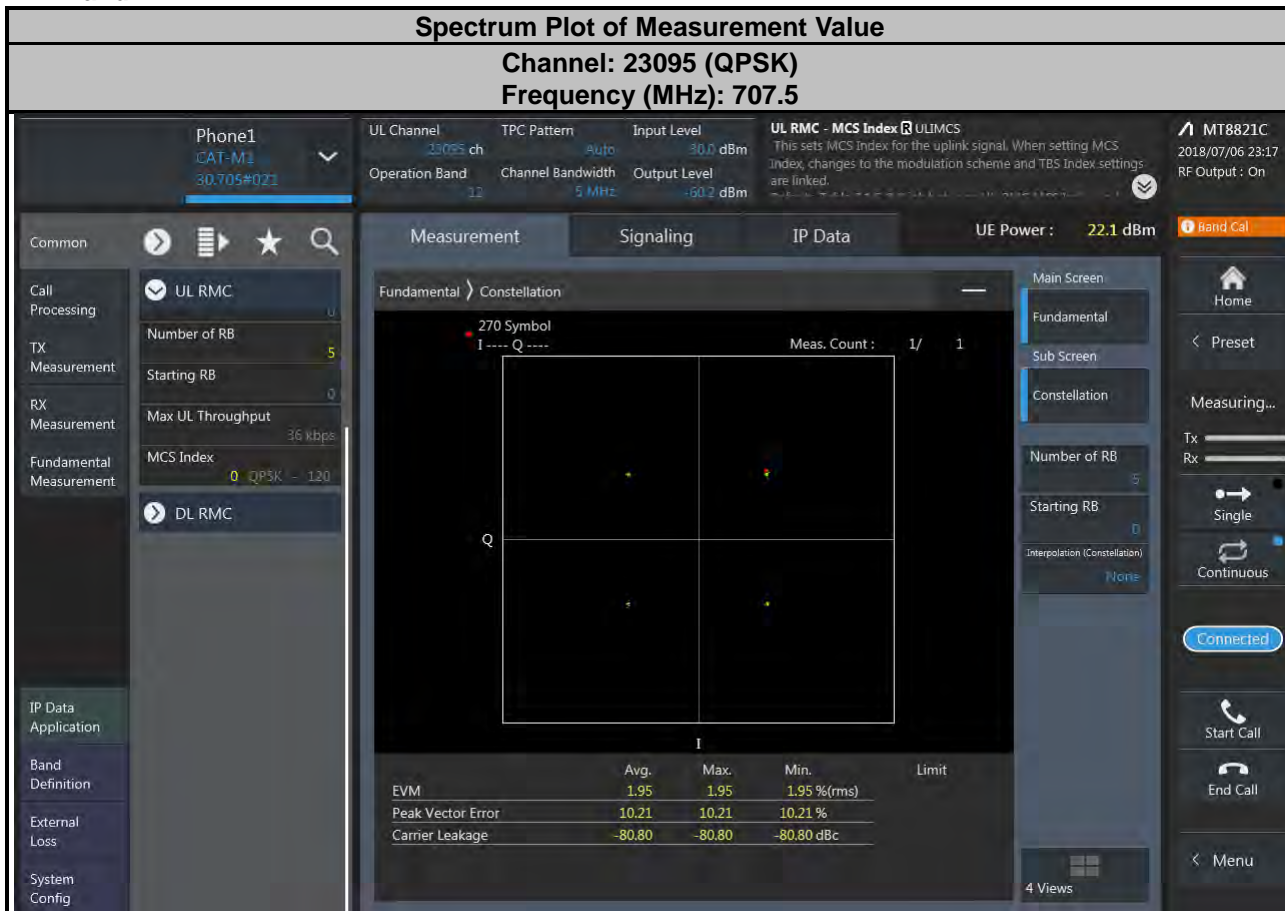 Spectrum Plot of Measurement Value
Channel: 23095 (QPSK)
Frequency (MHz): 707.5
Phone1
CAT-M1
30.705#021
UL Channel
23095 ch
Operation Band
12
TPC Pattern
Auto
Channel Bandwidth
5 MHz
Input Level
30.0 dBm
Output Level
-60.2 dBm
UL RMC - MCS Index R ULIMCS
This sets MCS Index for the uplink signal. When setting MCS
Index, changes to the modulation scheme and TBS Index settings
are linked.
MT8821C
2018/07/06 23:17
RF Output : On
Common
Measurement
Signaling
IP Data
UE Power : 22.1 dBm
Band Cal
Call
Processing
TX
Measurement
RX
Measurement
Fundamental
Measurement
IP Data
Application
Band
Definition
External
Loss
System
Config
UL RMC
Number of RB
5
Starting RB
0
Max UL Throughput
36 kbps
MCS Index
0 QPSK - 120
DL RMC
Fundamental Constellation
270 Symbol
I ---- Q ----
Meas. Count : 1/ 1
Q
I
Avg. Max. Min. Limit
EVM 1.95 1.95 1.95 %(rms)
Peak Vector Error 10.21 10.21 10.21 %
Carrier Leakage -80.80 -80.80 -80.80 dBc
Main Screen
Fundamental
Sub Screen
Constellation
Number of RB
5
Starting RB
0
Interpolation (Constellation)
None
4 Views
Home
< Preset
Measuring...
Tx
Rx
Single
Continuous
Connected
Start Call
End Call
< Menu